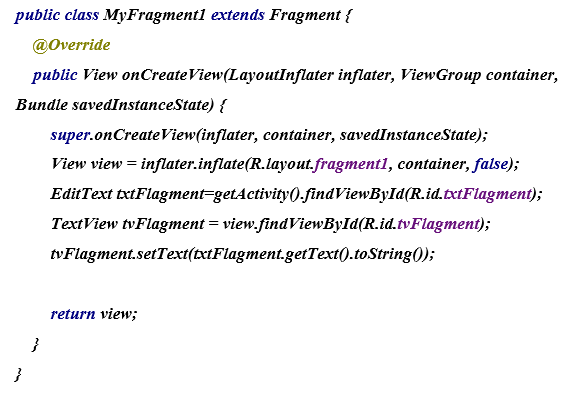 public class MyFragment1 extends Fragment {
@Override
public View onCreateView(LayoutInflater inflater, ViewGroup container,
Bundle savedInstanceState) {
super.onCreateView(inflater, container, savedInstanceState);
View view = inflater.inflate(R.layout.fragment1, container, false);
EditText txtFlagment=getActivity().findViewById(R.id.txtFlagment);
TextView tvFlagment = view.findViewById(R.id.tvFlagment);
tvFlagment.setText(txtFlagment.getText().toString());
return view;
}
}